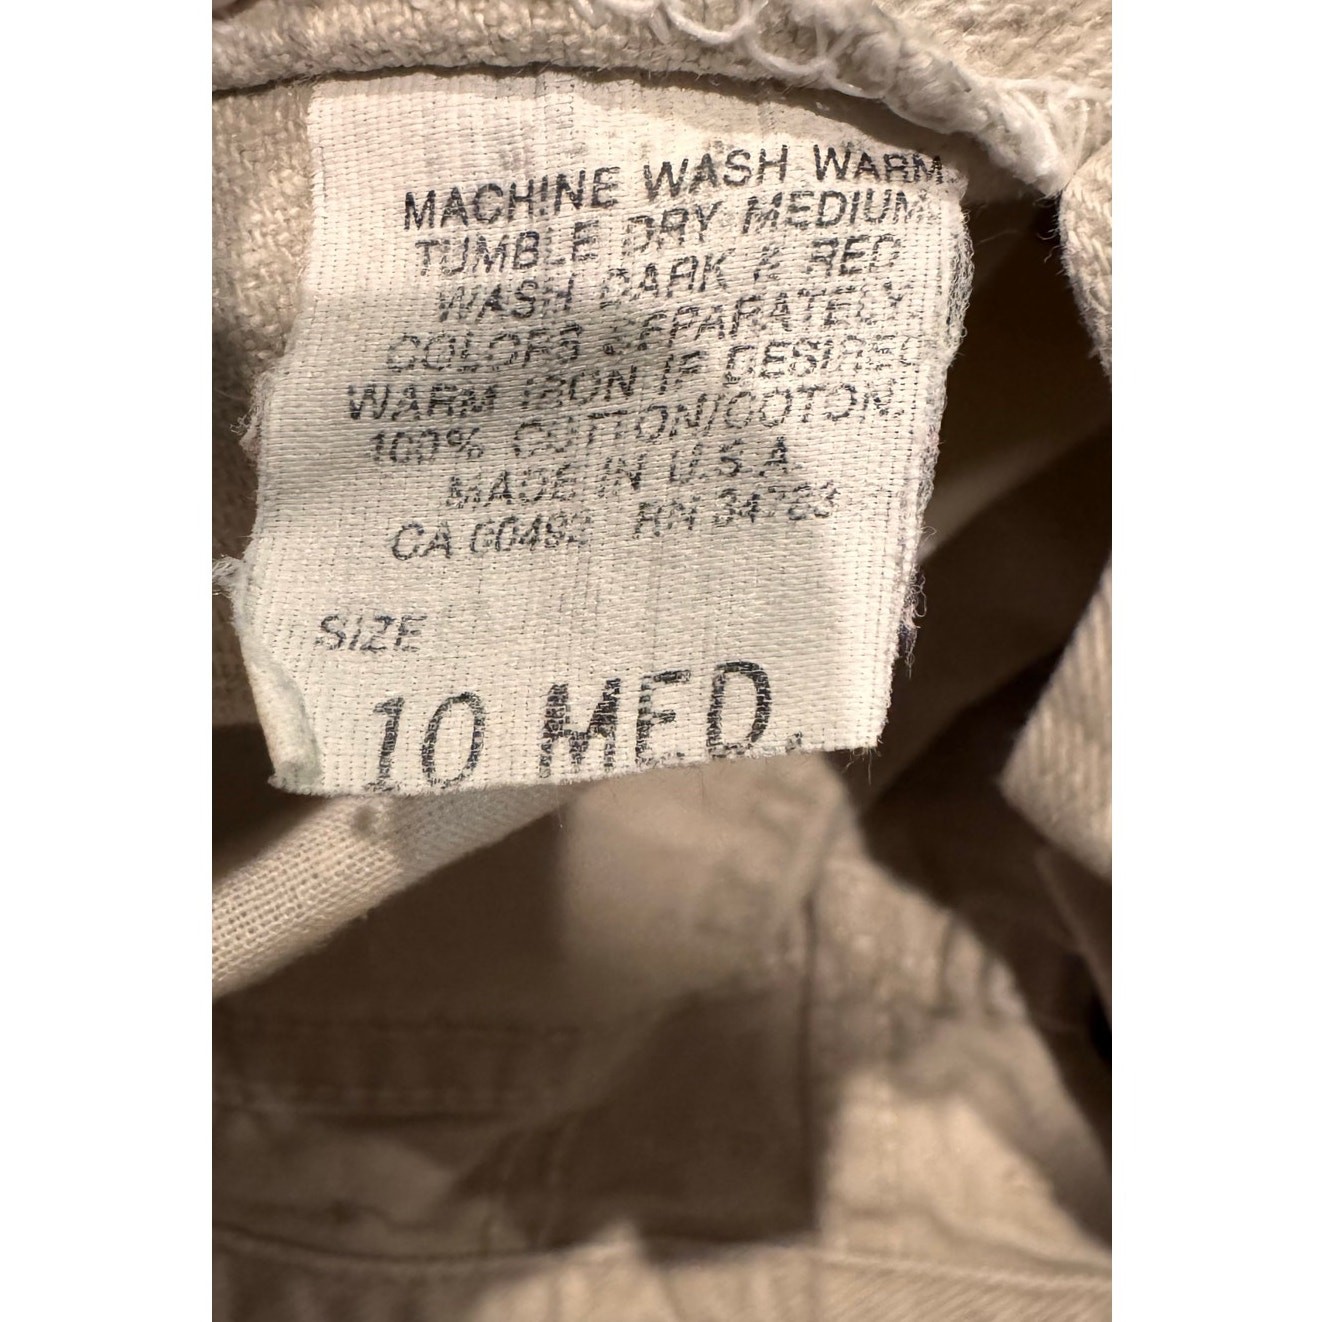 MACHINE WASH WARM.
TUMBLE DRY MEDIUM.
WASH DARK & RED
COLORS SEPARATELY.
WARM IRON IF DESIRED
100% COTTON/COTON.
MADE IN U.S.A
CA 00492 RN 34783
SIZE
10 MED.